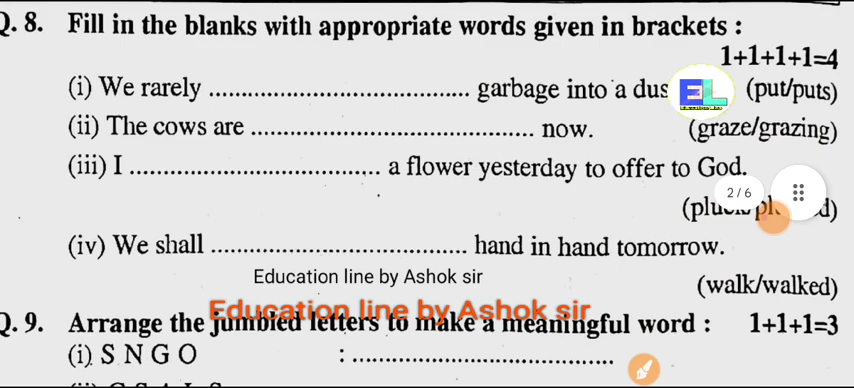 Q. 8. Fill in the blanks with appropriate words given in brackets :
1+1+1+1=4
(i) We rarely ........................................ garbage into a dus EL (put/puts)
(ii) The cows are ........................................... now. (graze/grazing)
(iii) I ...................................... a flower yesterday to offer to God.
2/6
(iv) We shall ....................................... hand in hand tomorrow.
Education line by Ashok sir
(walk/walked)
Education line by Ashok sir
Q. 9. Arrange the jumbled letters to make a meaningful word : 1+1+1=3
(i) S N G O : ........................................